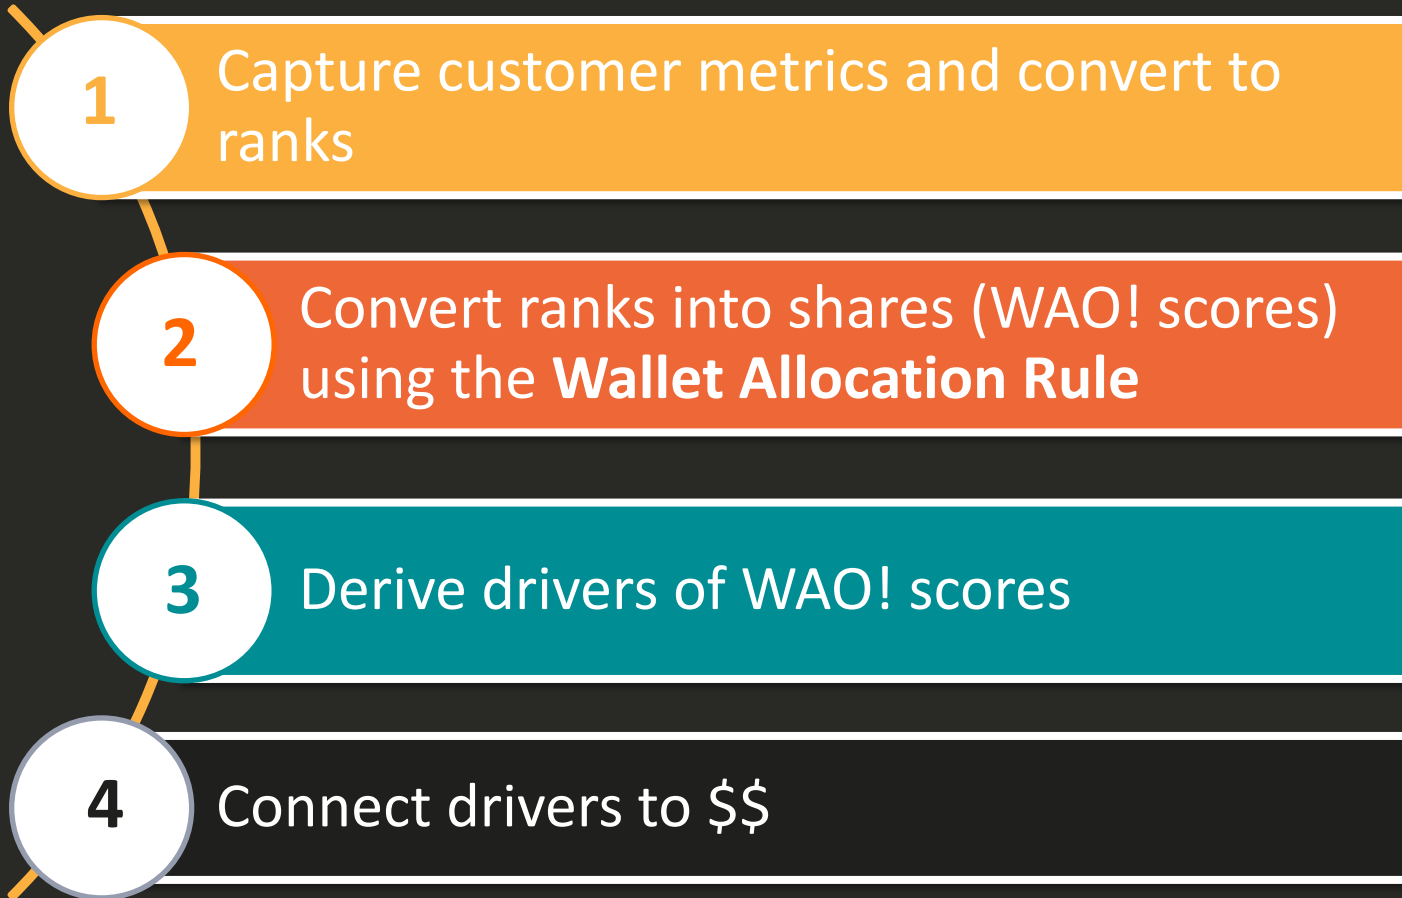 1
Capture customer metrics and convert to
ranks
2
Convert ranks into shares (WAO! scores)
using the Wallet Allocation Rule
3
Derive drivers of WAO! scores
4
Connect drivers to $$